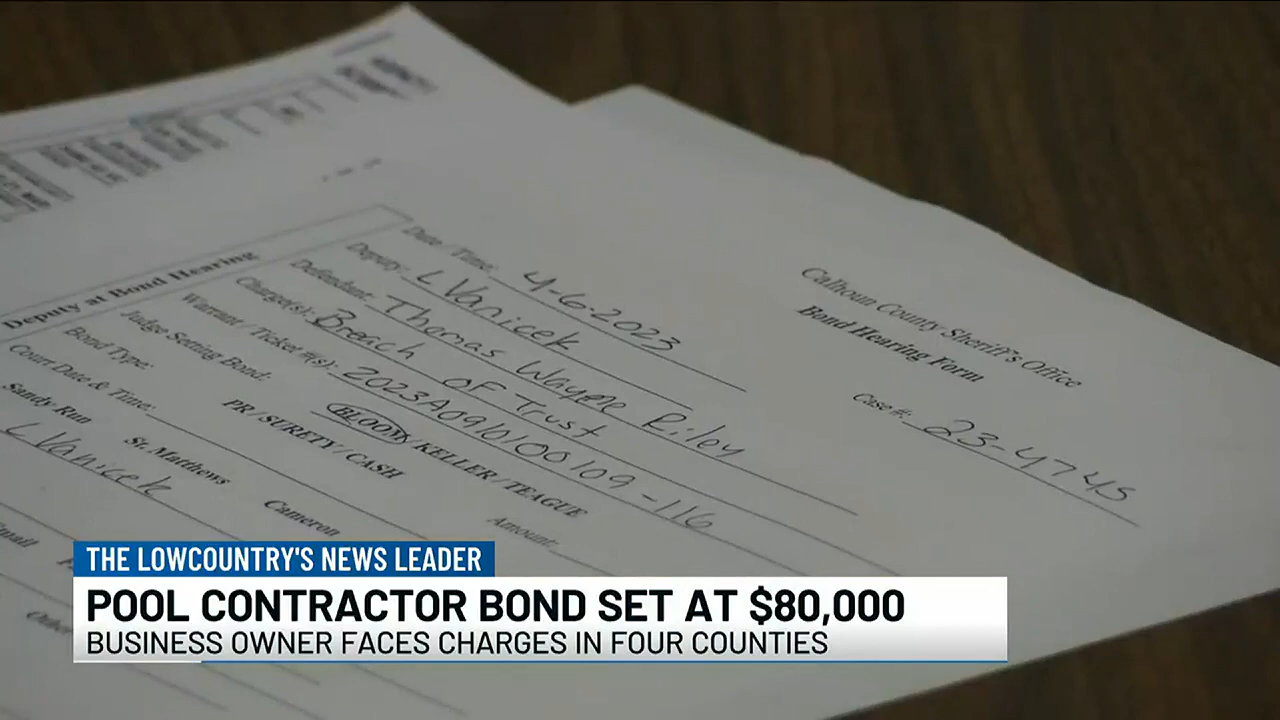 Calhoun County Sheriff's Office
Bond Hearing Form
Case #: 23-4745
Date / Time: 4-6-2023
Deputy: L Vanicek
Defendant: Thomas Wayne Riley
Charge(s): Breach of Trust
Warrant / Ticket #(s): 2023A0910100109-116
Judge Setting Bond: BLOOM / KELLER / TEAGUE
Bond Type: PR / SURETY / CASH
Amount:
Court Date & Time:
Sandy Run St. Matthews Cameron
Deputy at Bond Hearing
L Vanicek
THE LOWCOUNTRY'S NEWS LEADER
POOL CONTRACTOR BOND SET AT $80,000
BUSINESS OWNER FACES CHARGES IN FOUR COUNTIES